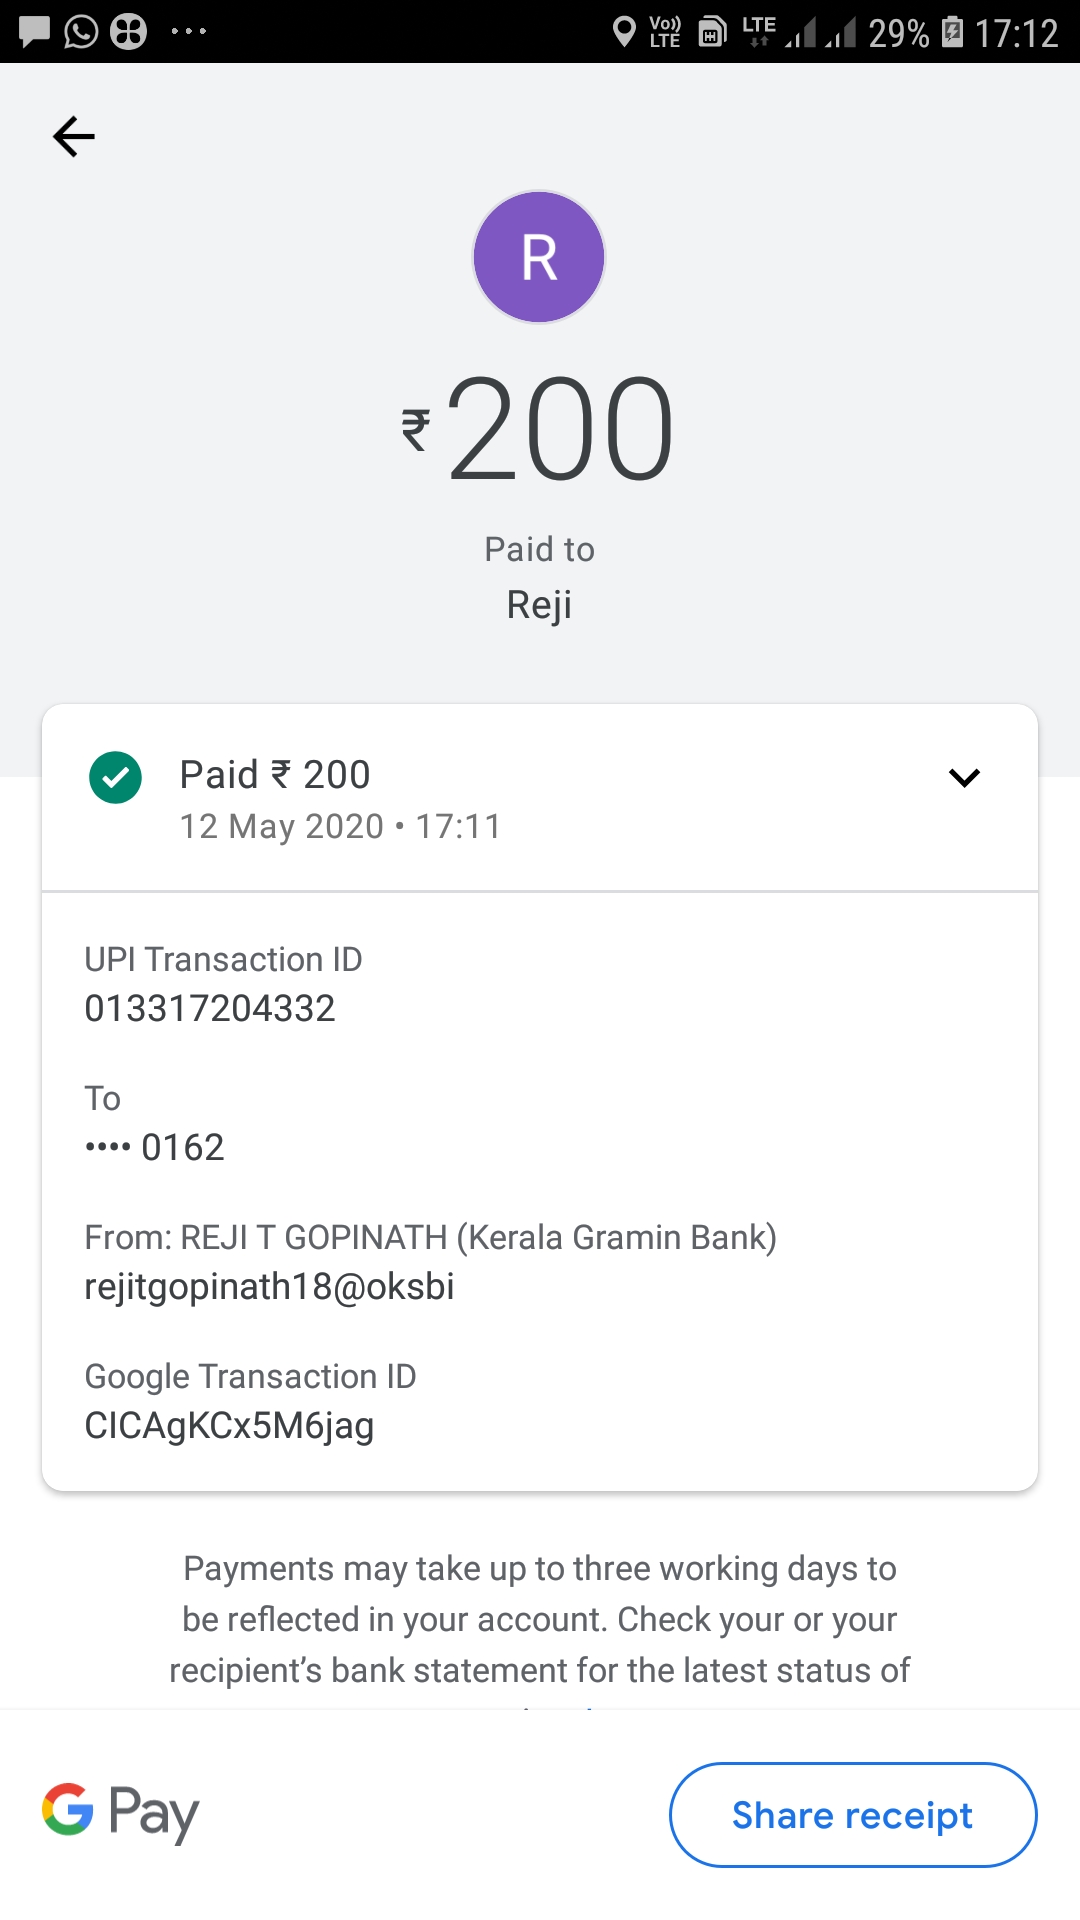 Vo)) LTE LTE 29% 17:12
R
₹200
Paid to
Reji
Paid ₹ 200
12 May 2020 • 17:11
UPI Transaction ID
013317204332
To
•••• 0162
From: REJI T GOPINATH (Kerala Gramin Bank)
rejitgopinath18@oksbi
Google Transaction ID
CICAgKCx5M6jag
Payments may take up to three working days to
be reflected in your account. Check your or your
recipient’s bank statement for the latest status of
G Pay
Share receipt